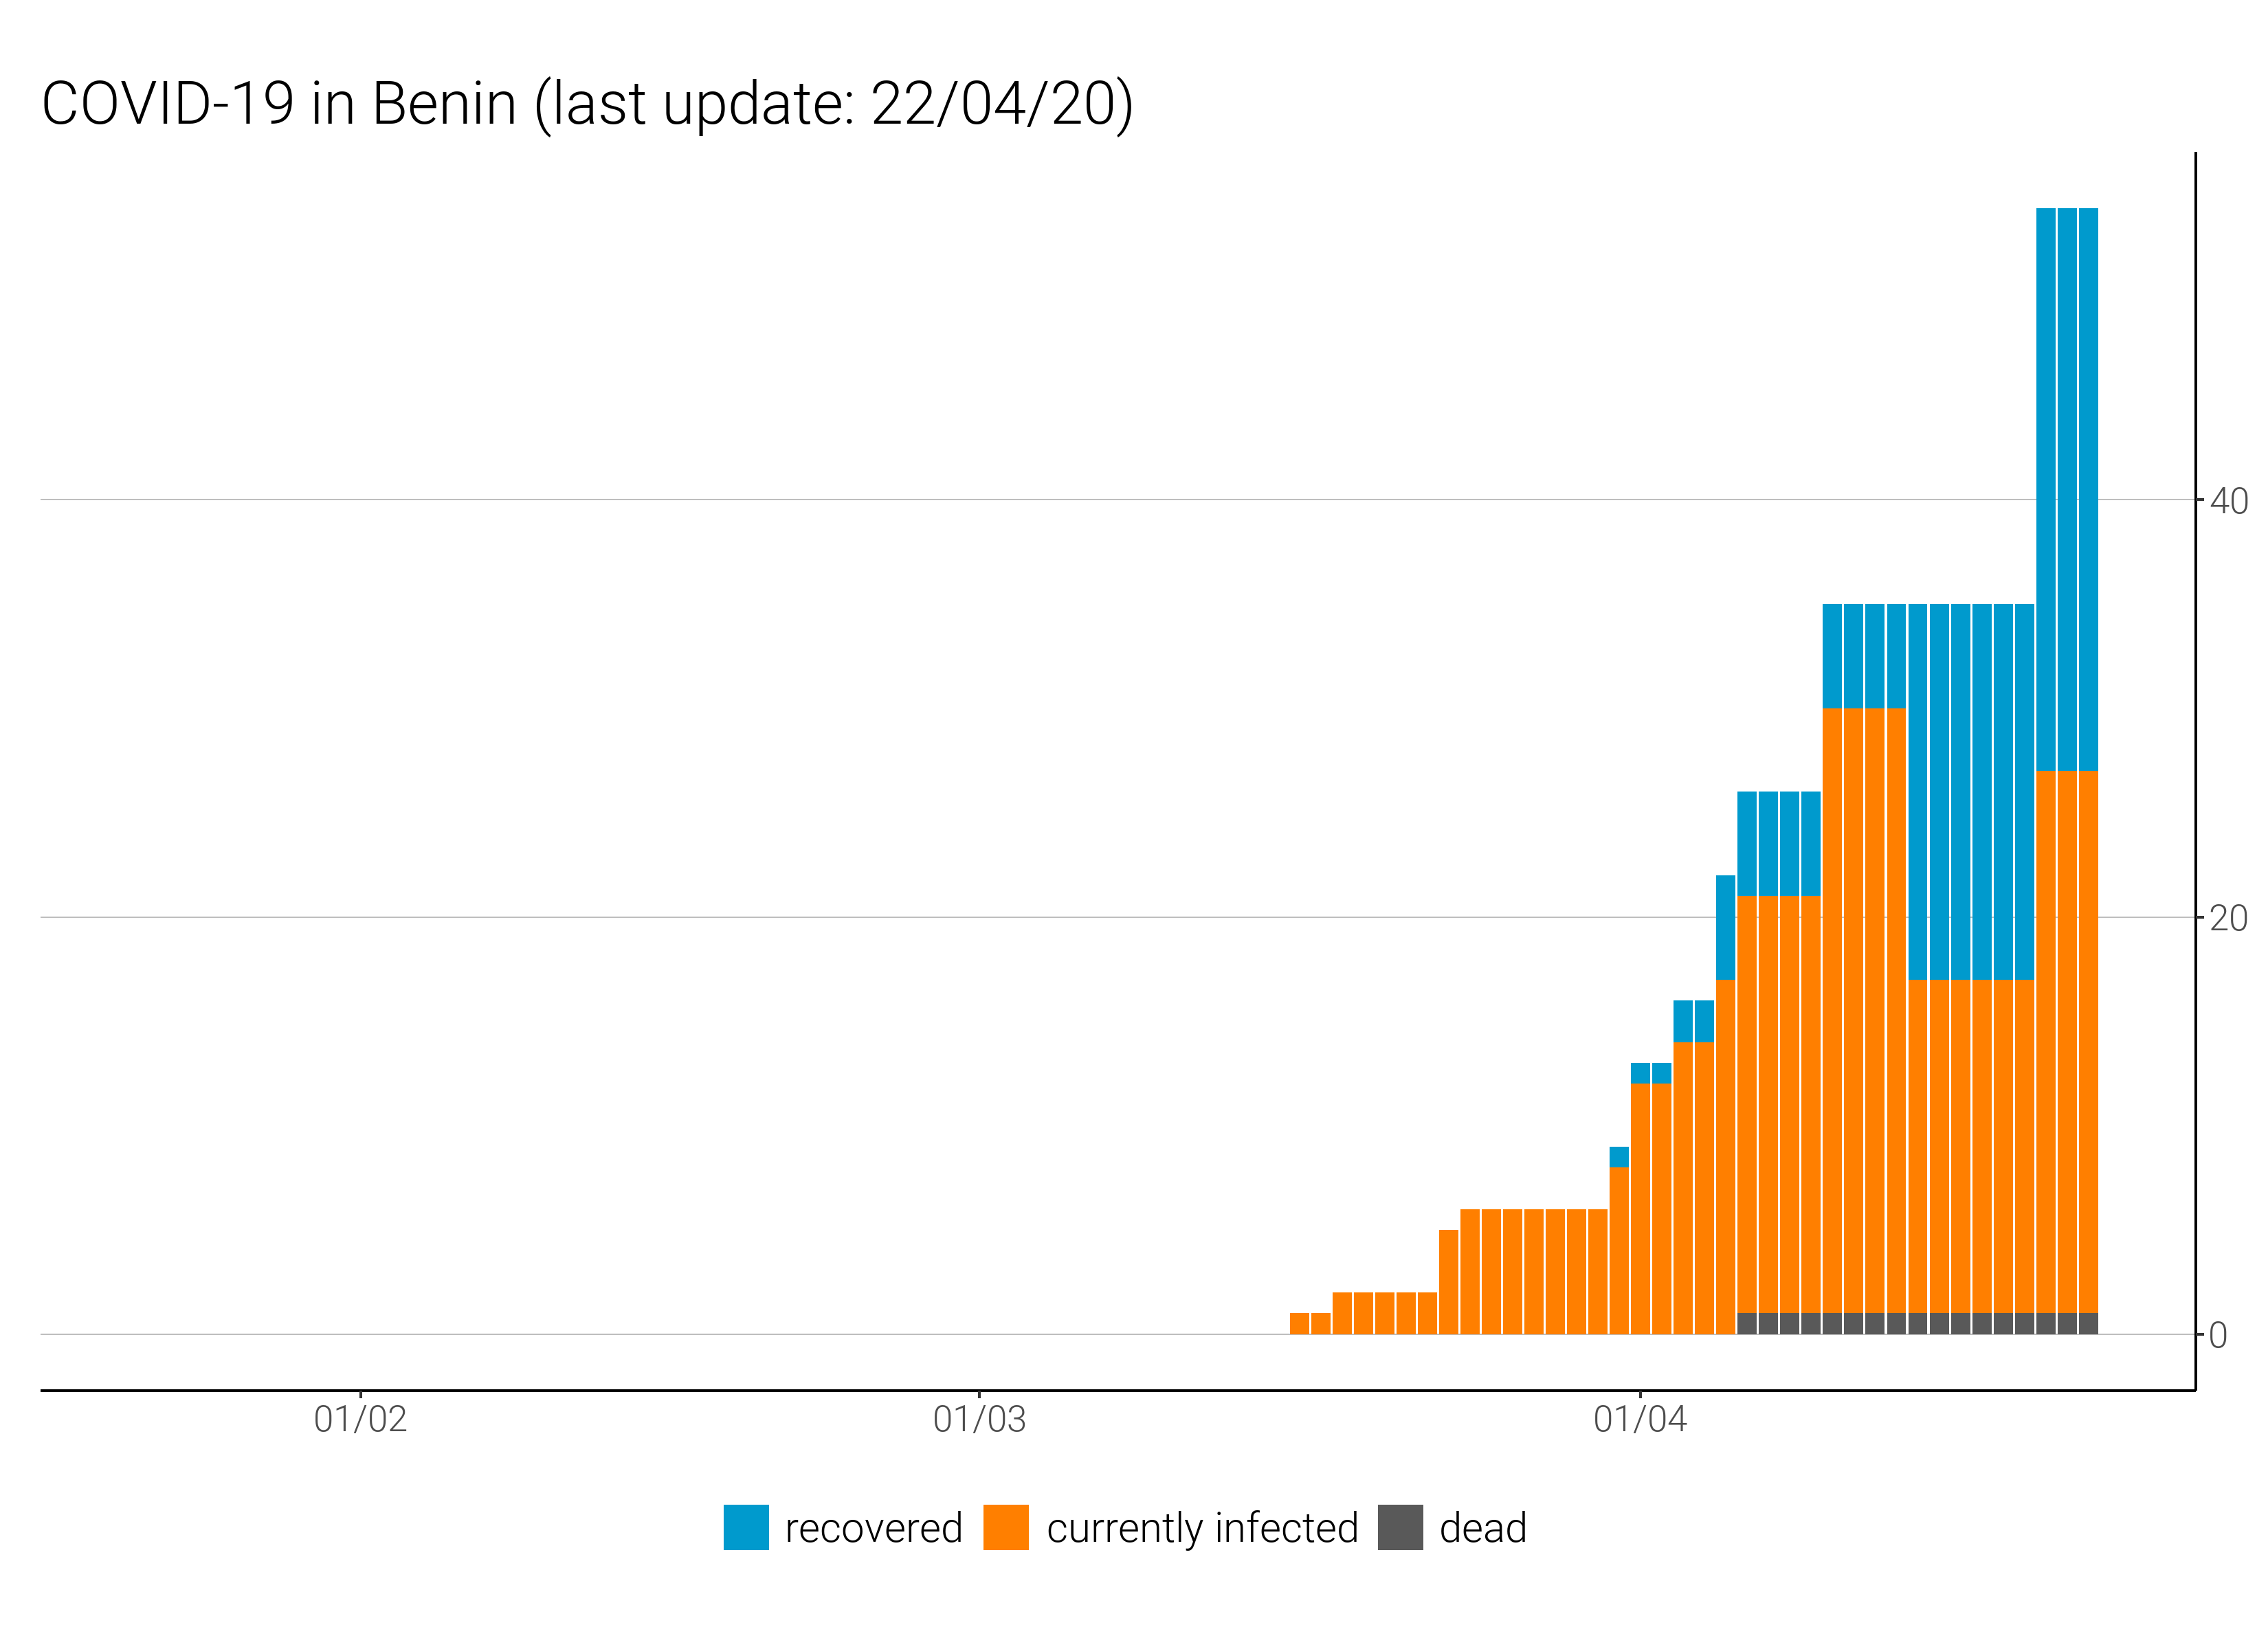 COVID-19 in Benin (last update: 22/04/20)
40
20
0
01/02 01/03 01/04
recovered currently infected dead